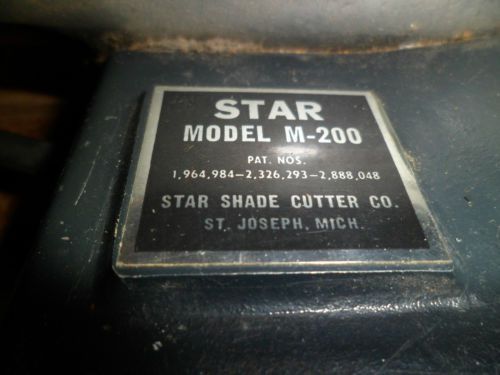 STAR
MODEL M-200
PAT. NOS.
1,964,984-2,326,293-2,888,048
STAR SHADE CUTTER CO.
ST. JOSEPH, MICH.